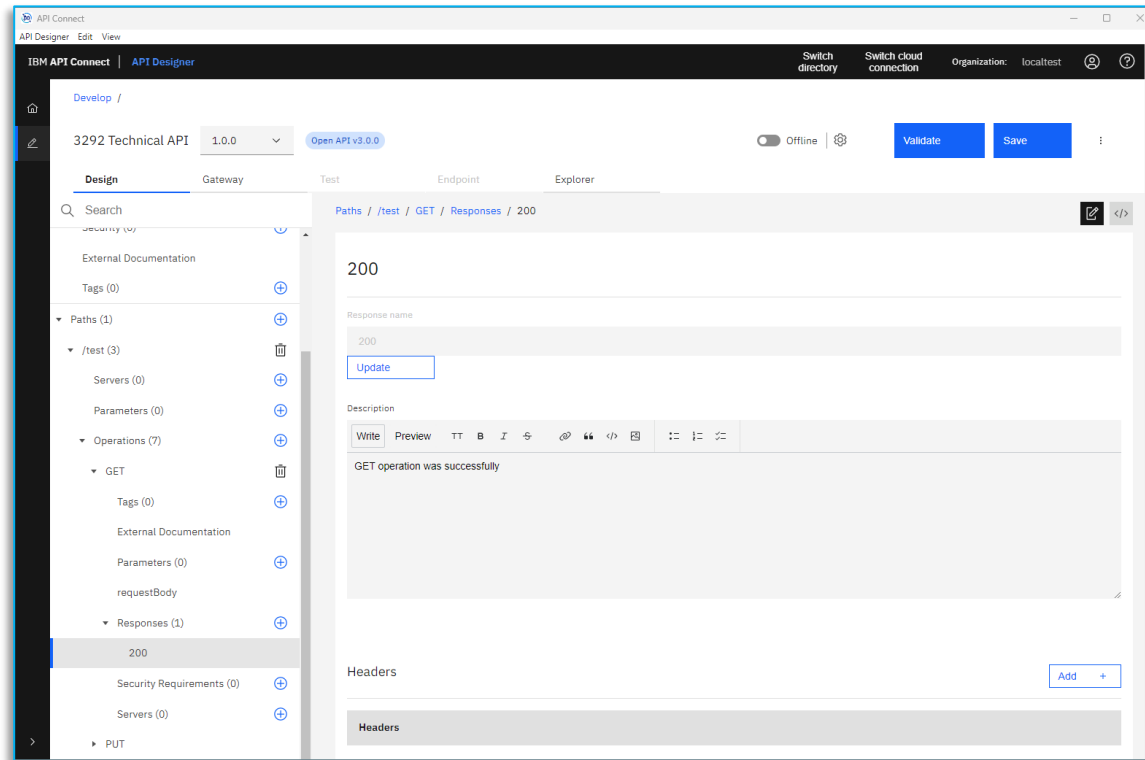 API Connect
API Designer Edit View
IBM API Connect | API Designer
Switch directory
Switch cloud connection
Organization: localtest
Develop /
3292 Technical API
1.0.0
Open API v3.0.0
Offline
Validate
Save
Design
Gateway
Test
Endpoint
Explorer
Search
Security (0)
External Documentation
Tags (0)
Paths (1)
/test (3)
Servers (0)
Parameters (0)
Operations (7)
GET
Tags (0)
External Documentation
Parameters (0)
requestBody
Responses (1)
200
Security Requirements (0)
Servers (0)
PUT
Paths / /test / GET / Responses / 200
200
Response name
200
Update
Description
Write Preview TT B I S
GET operation was successfully
Headers
Add +
Headers